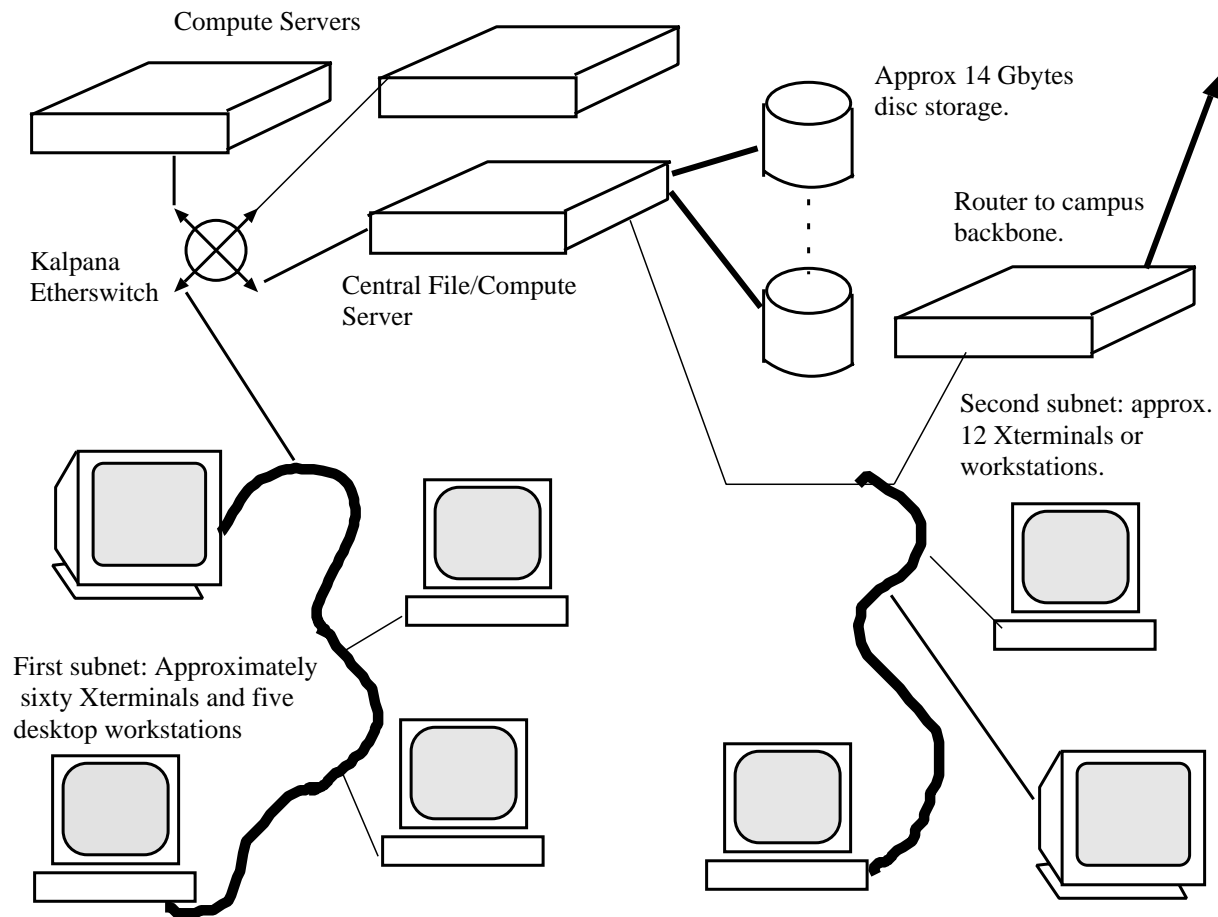 Compute Servers
Approx 14 Gbytes
disc storage.
Router to campus
backbone.
Kalpana
Etherswitch
Central File/Compute
Server
Second subnet: approx.
12 Xterminals or
workstations.
First subnet: Approximately
sixty Xterminals and five
desktop workstations